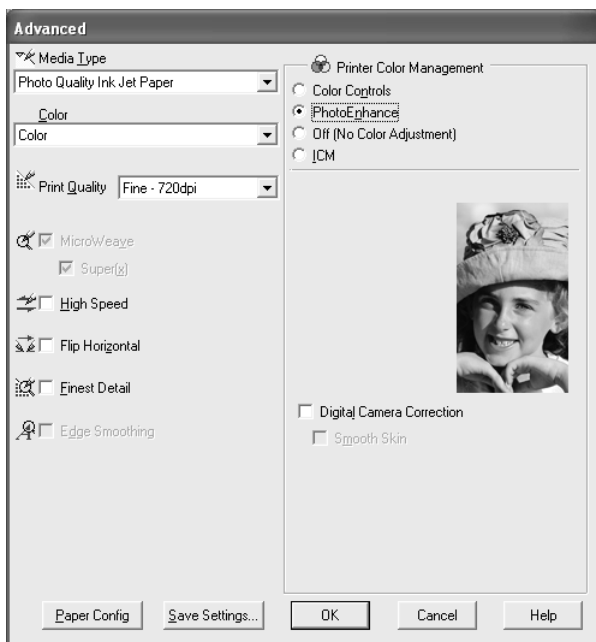 Advanced
Media Type
Photo Quality Ink Jet Paper
Color
Color
Print Quality
Fine - 720dpi
MicroWeave
Super(x)
High Speed
Flip Horizontal
Finest Detail
Edge Smoothing
Printer Color Management
Color Controls
PhotoEnhance
Off (No Color Adjustment)
ICM
Digital Camera Correction
Smooth Skin
Paper Config
Save Settings...
OK
Cancel
Help